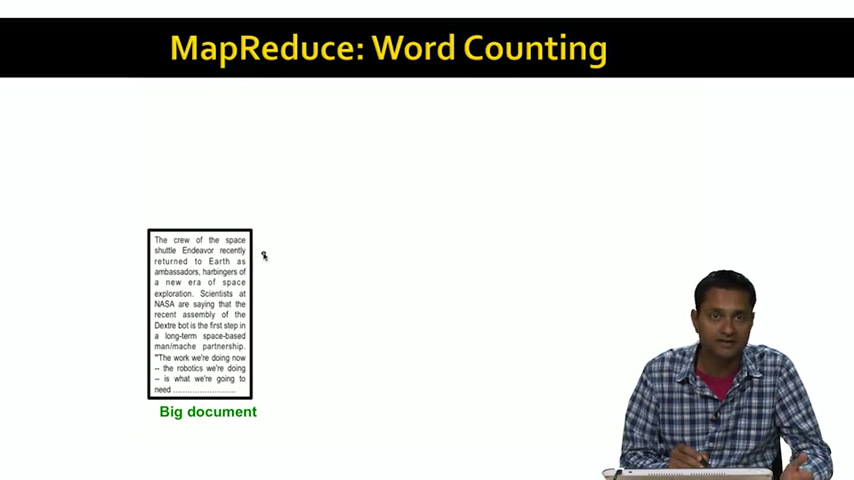 MapReduce: Word Counting
The crew of the space
shuttle Endeavor recently
returned to Earth as
ambassadors, harbingers of
a new era of space
exploration. Scientists at
NASA are saying that the
recent assembly of the
Dextre bot is the first step in
a long-term space-based
man/mache partnership.
"The work we're doing now
-- the robotics we're doing
-- is what we're going to
need ........................
Big document